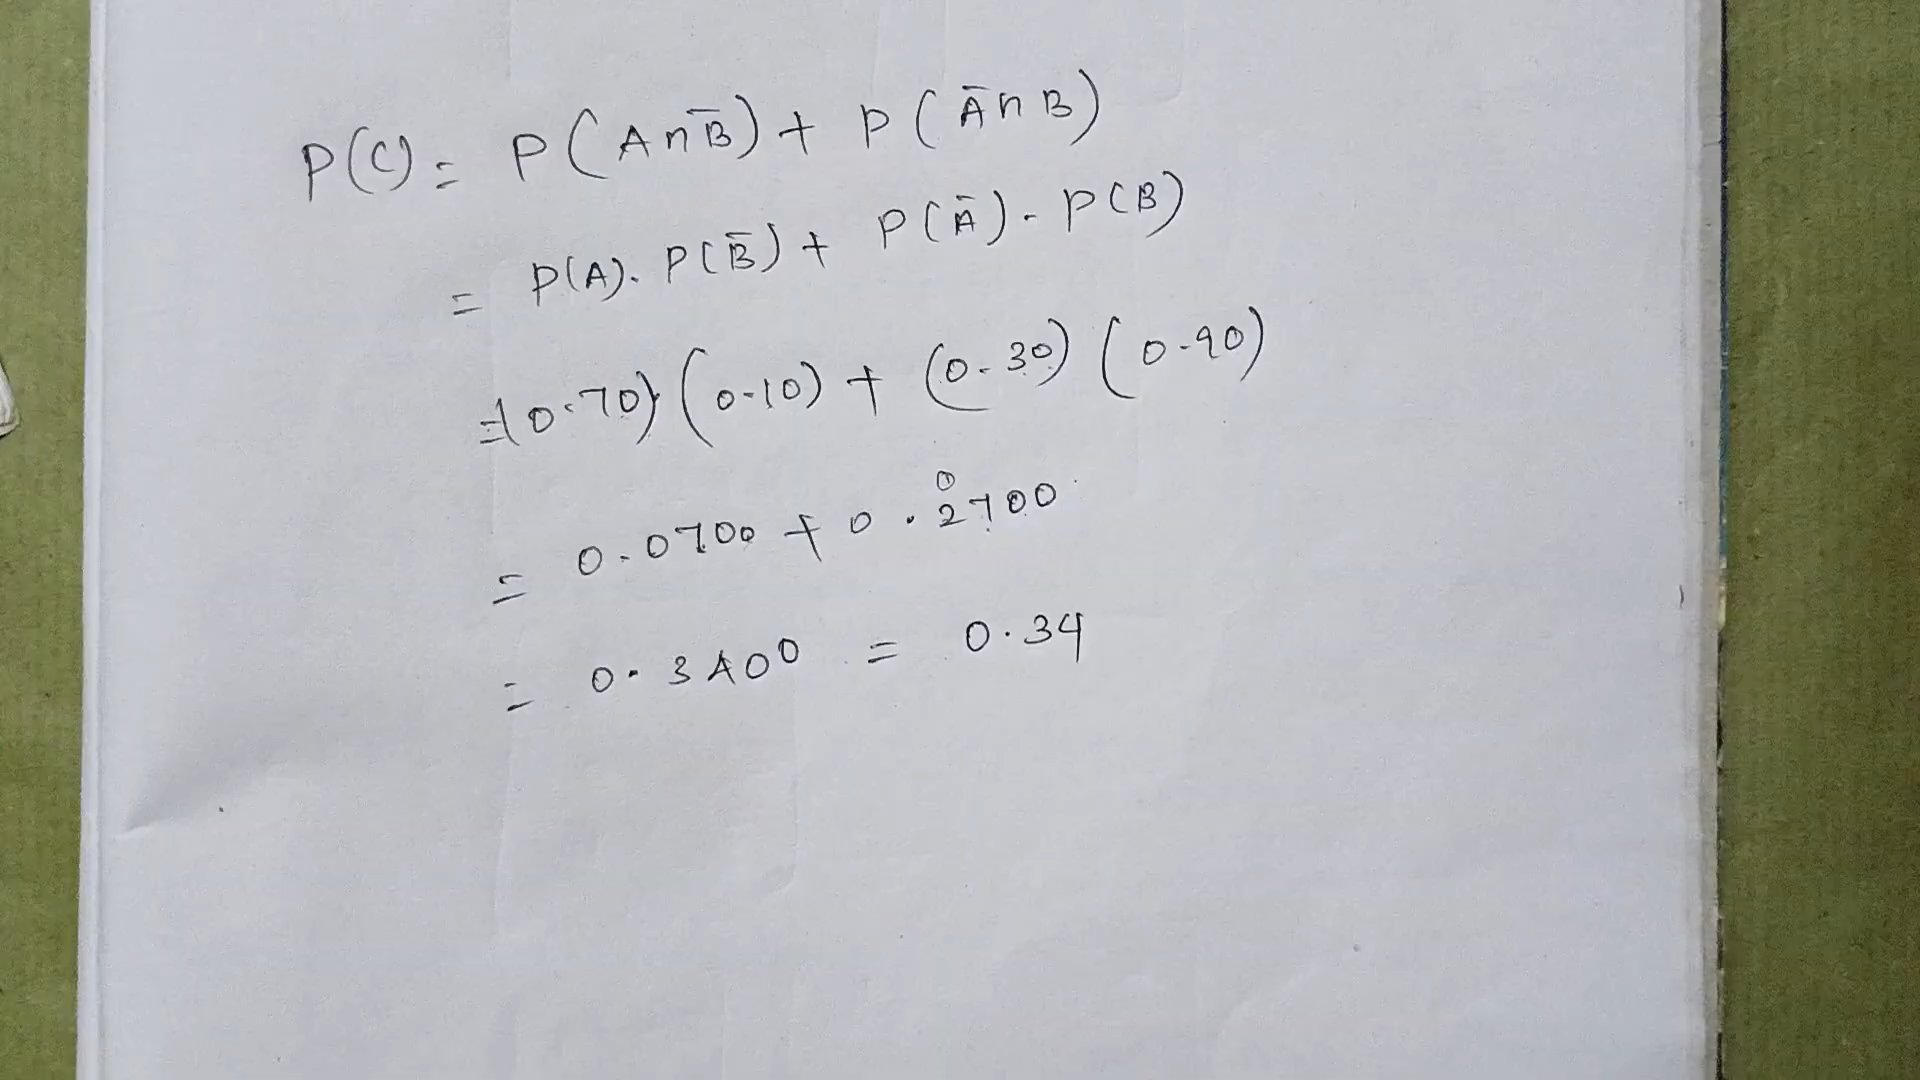 P(C) = P(A∩B̄) + P(Ā∩B)
= P(A). P(B̄) + P(Ā). P(B)
= (0.70) (0.10) + (0.30) (0.90)
= 0.0700 + 0.2700
= 0.3400 = 0.34